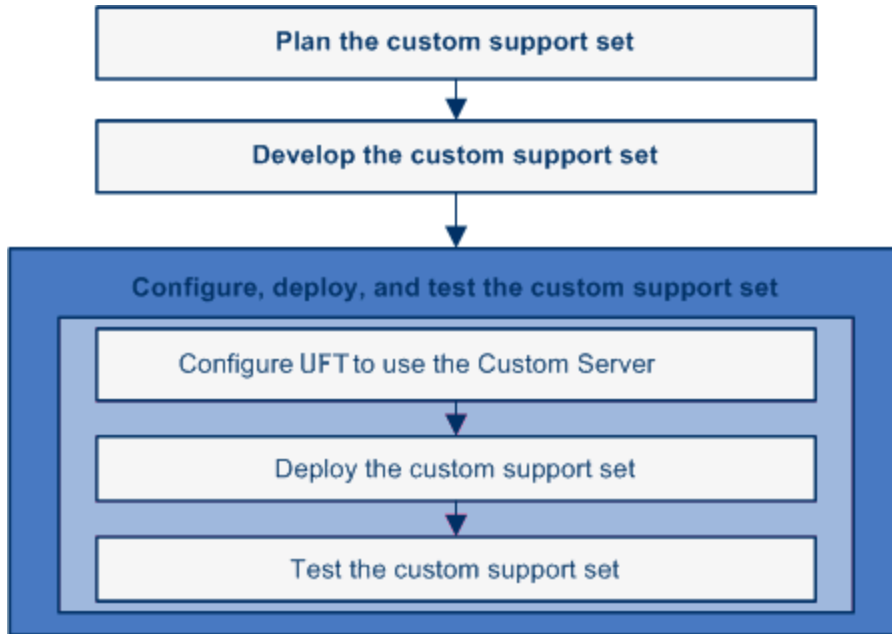 Plan the custom support set
Develop the custom support set
Configure, deploy, and test the custom support set
Configure UFT to use the Custom Server
Deploy the custom support set
Test the custom support set